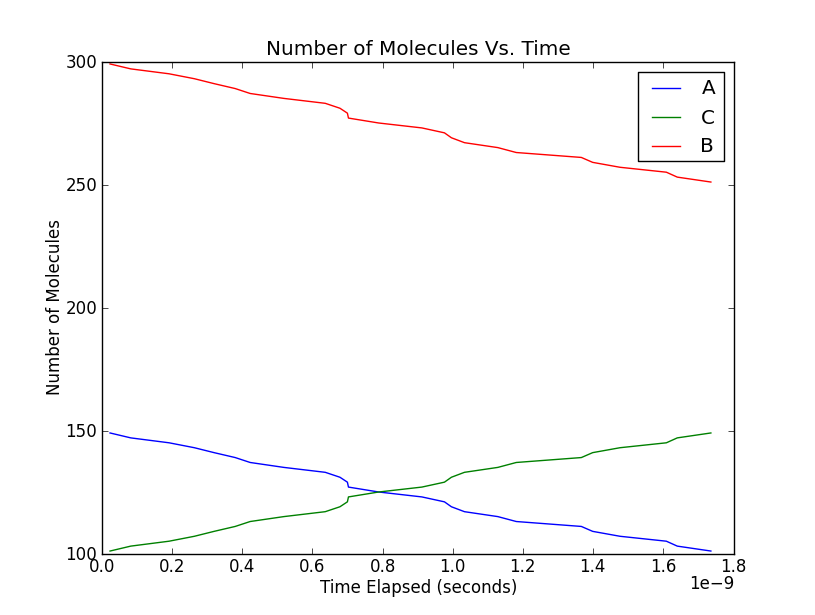 Number of Molecules Vs. Time
A
C
B
300
250
200
150
100
Number of Molecules
0.0 0.2 0.4 0.6 0.8 1.0 1.2 1.4 1.6 1.8
Time Elapsed (seconds)
1e−9